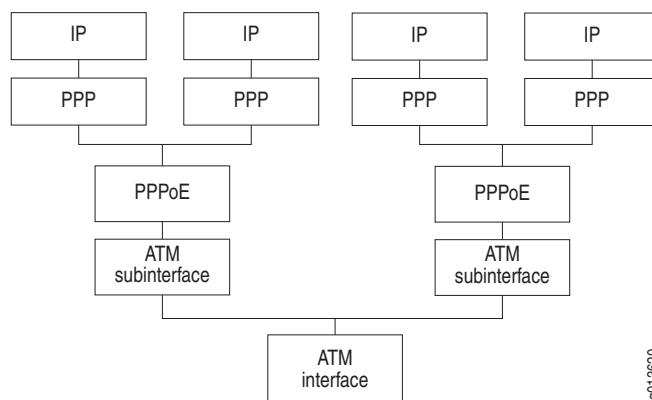 IP
IP
IP
IP
PPP
PPP
PPP
PPP
PPPoE
PPPoE
ATM
subinterface
ATM
subinterface
ATM
interface